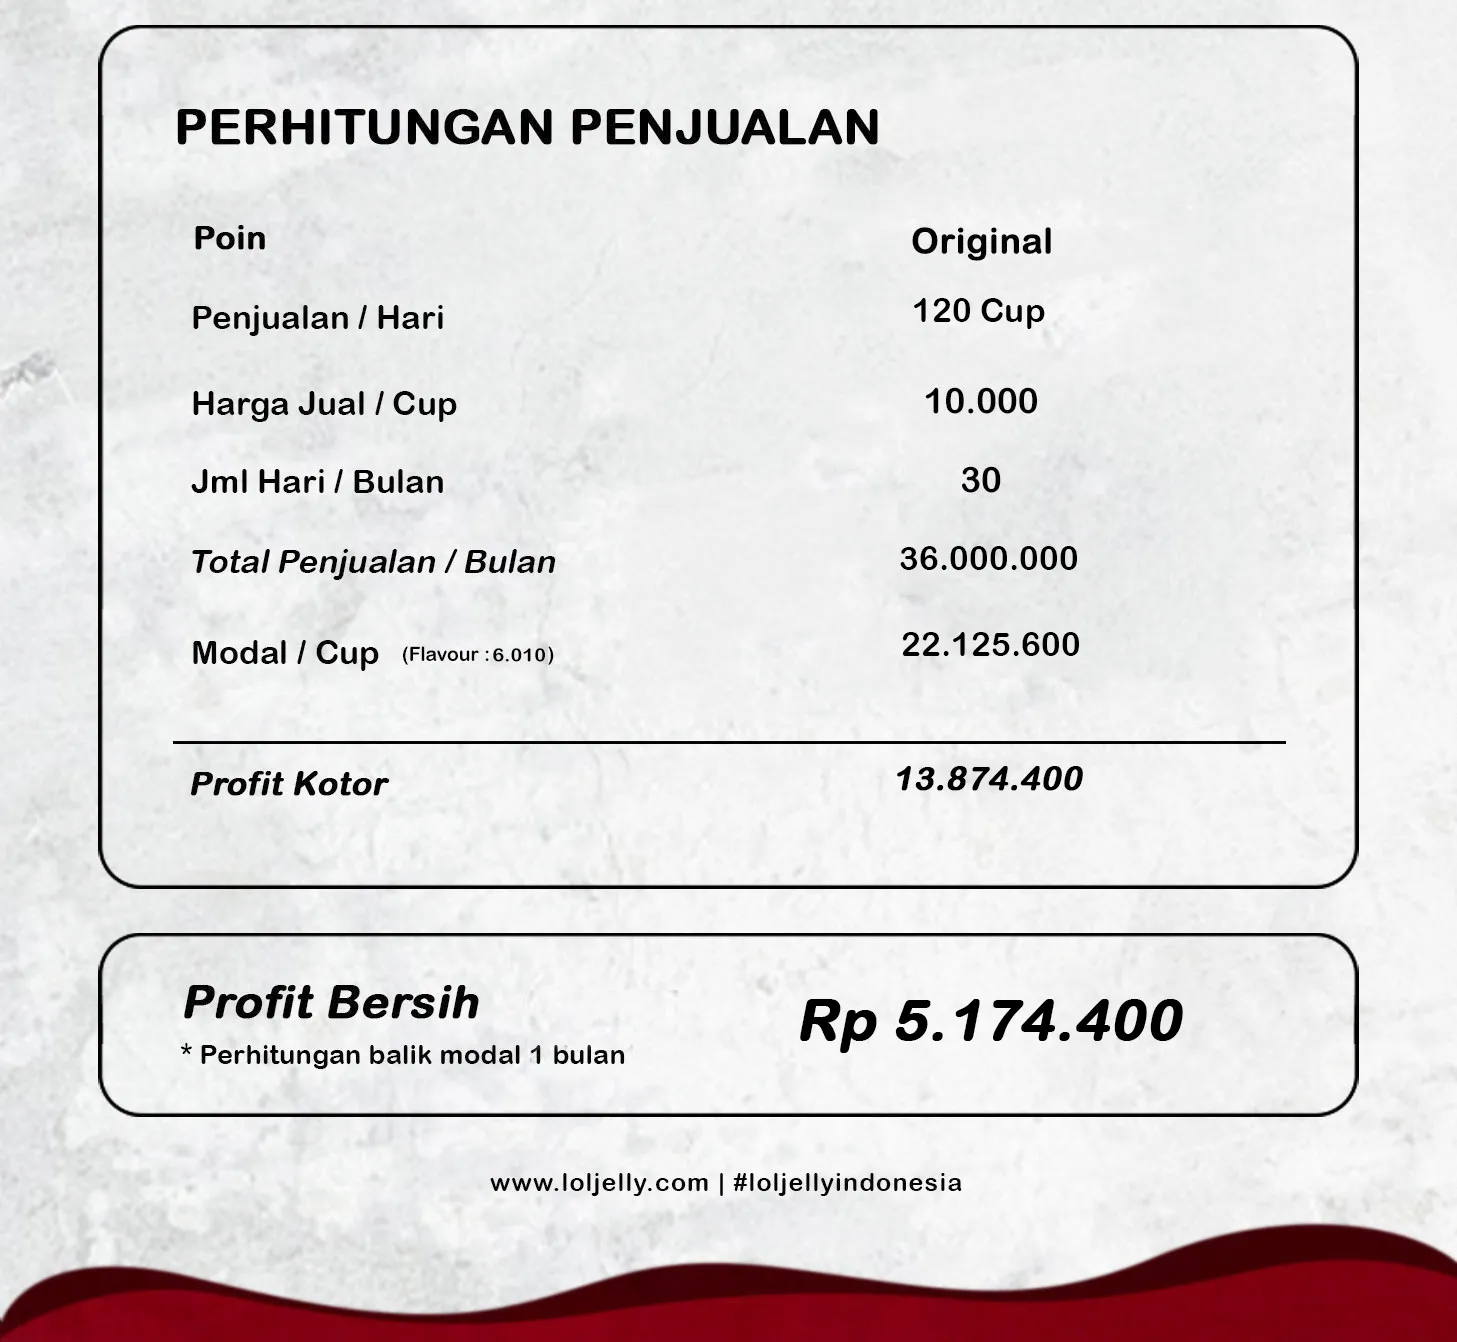 PERHITUNGAN PENJUALAN
Poin Original
Penjualan / Hari 120 Cup
Harga Jual / Cup 10.000
Jml Hari / Bulan 30
Total Penjualan / Bulan 36.000.000
Modal / Cup (Flavour : 6.010) 22.125.600
Profit Kotor 13.874.400
Profit Bersih Rp 5.174.400
* Perhitungan balik modal 1 bulan
www.loljelly.com | #loljellyindonesia